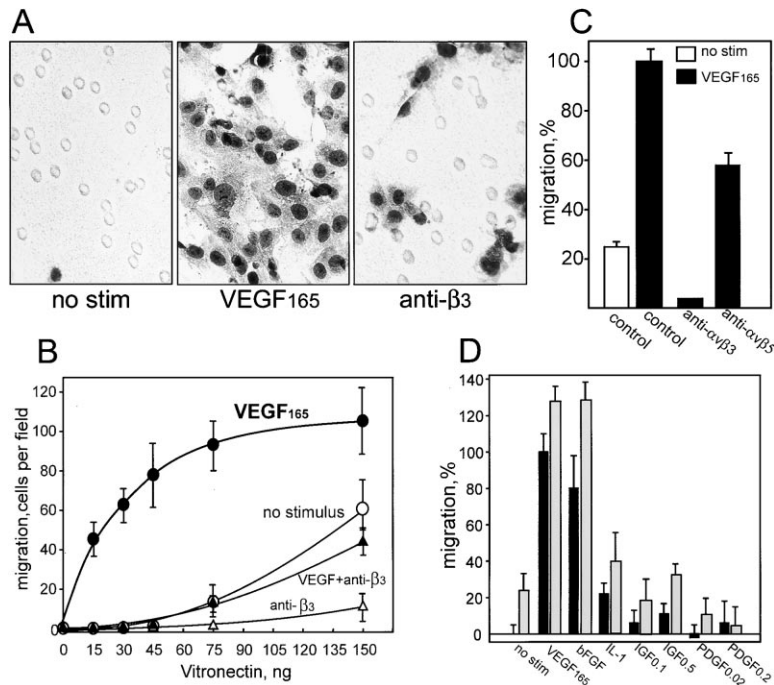 A
no stim
VEGF165
anti-β3
B
migration,cells per field
120
100
80
60
40
20
0
VEGF165
no stimulus
VEGF+anti-β3
anti-β3
0 15 30 45 60 75 90 105 120 135 150
Vitronectin, ng
C
no stim
VEGF165
migration,%
100
80
60
40
20
control
control
anti-αvβ3
anti-αvβ5
D
migration,%
140
120
100
80
60
40
20
0
no stim
VEGF165
bFGF
IL-1
IGF0.1
IGF0.5
PDGF0.02
PDGF0.2